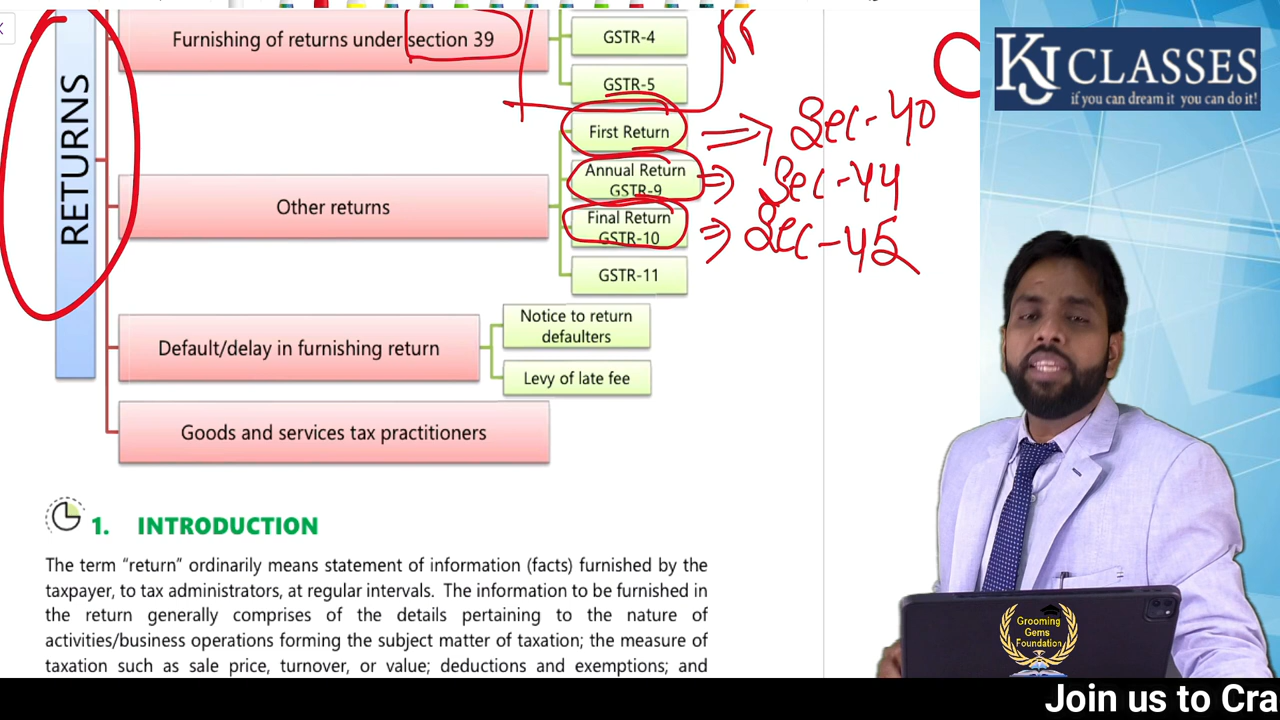 Furnishing of returns under section 39
GSTR-4
GSTR-5
RETURNS
First Return
Sec-40
Annual Return
GSTR-9
Sec-44
Other returns
Final Return
GSTR-10
Sec-45
GSTR-11
Default/delay in furnishing return
Notice to return
defaulters
Levy of late fee
Goods and services tax practitioners
1. INTRODUCTION
The term “return” ordinarily means statement of information (facts) furnished by the
taxpayer, to tax administrators, at regular intervals. The information to be furnished in
the return generally comprises of the details pertaining to the nature of
activities/business operations forming the subject matter of taxation; the measure of
taxation such as sale price, turnover, or value; deductions and exemptions; and
KJ CLASSES
if you can dream it you can do it!
Grooming
Gems
Foundation
Join us to Cra